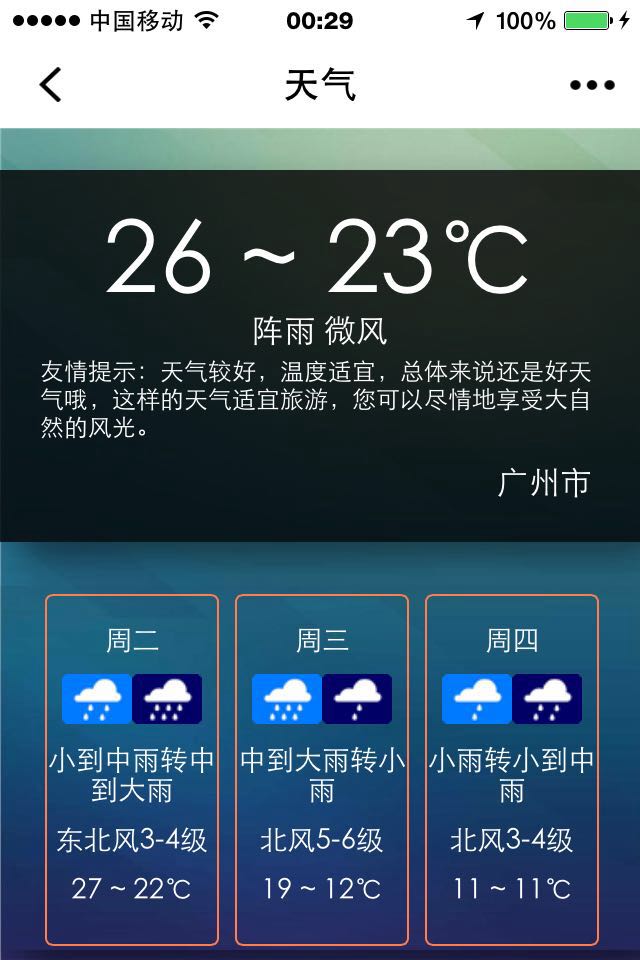 中国移动 00:29 100%
天气
26 ~ 23℃
阵雨 微风
友情提示：天气较好，温度适宜，总体来说还是好天
气哦，这样的天气适宜旅游，您可以尽情地享受大自
然的风光。
广州市
周二
小到中雨转中
到大雨
东北风3-4级
27 ~ 22℃
周三
中到大雨转小
雨
北风5-6级
19 ~ 12℃
周四
小雨转小到中
雨
北风3-4级
11 ~ 11℃